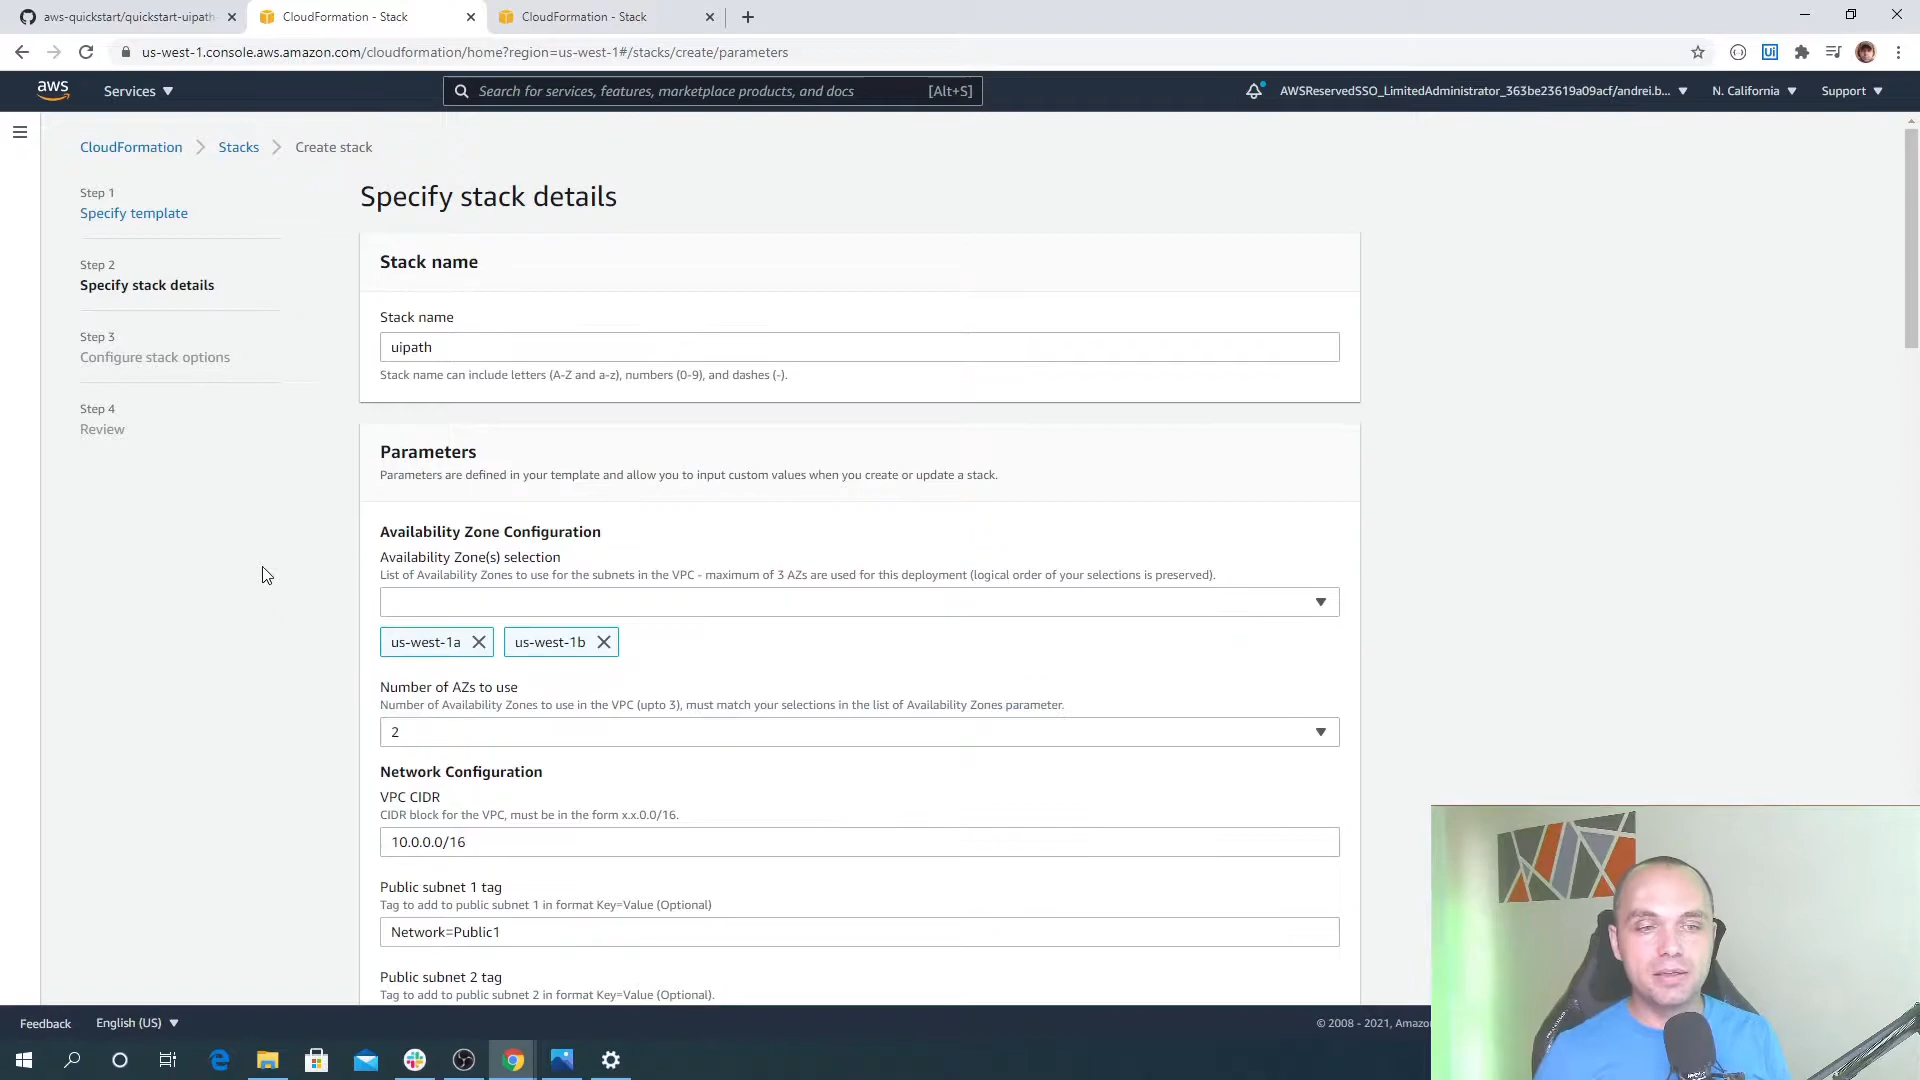 aws-quickstart/quickstart-uipath-
CloudFormation - Stack
CloudFormation - Stack
us-west-1.console.aws.amazon.com/cloudformation/home?region=us-west-1#/stacks/create/parameters
Ui
aws
Services
Search for services, features, marketplace products, and docs
[Alt+S]
AWSReservedSSO_LimitedAdministrator_363be23619a09acf/andrei.b...
N. California
Support
CloudFormation
Stacks
Create stack
Step 1
Specify template
Step 2
Specify stack details
Step 3
Configure stack options
Step 4
Review
Specify stack details
Stack name
Stack name
uipath
Stack name can include letters (A-Z and a-z), numbers (0-9), and dashes (-).
Parameters
Parameters are defined in your template and allow you to input custom values when you create or update a stack.
Availability Zone Configuration
Availability Zone(s) selection
List of Availability Zones to use for the subnets in the VPC - maximum of 3 AZs are used for this deployment (logical order of your selections is preserved).
us-west-1a
us-west-1b
Number of AZs to use
Number of Availability Zones to use in the VPC (upto 3), must match your selections in the list of Availability Zones parameter.
2
Network Configuration
VPC CIDR
CIDR block for the VPC, must be in the form x.x.0.0/16.
10.0.0.0/16
Public subnet 1 tag
Tag to add to public subnet 1 in format Key=Value (Optional)
Network=Public1
Public subnet 2 tag
Tag to add to public subnet 2 in format Key=Value (Optional).
Feedback
English (US)
© 2008 - 2021, Amazo